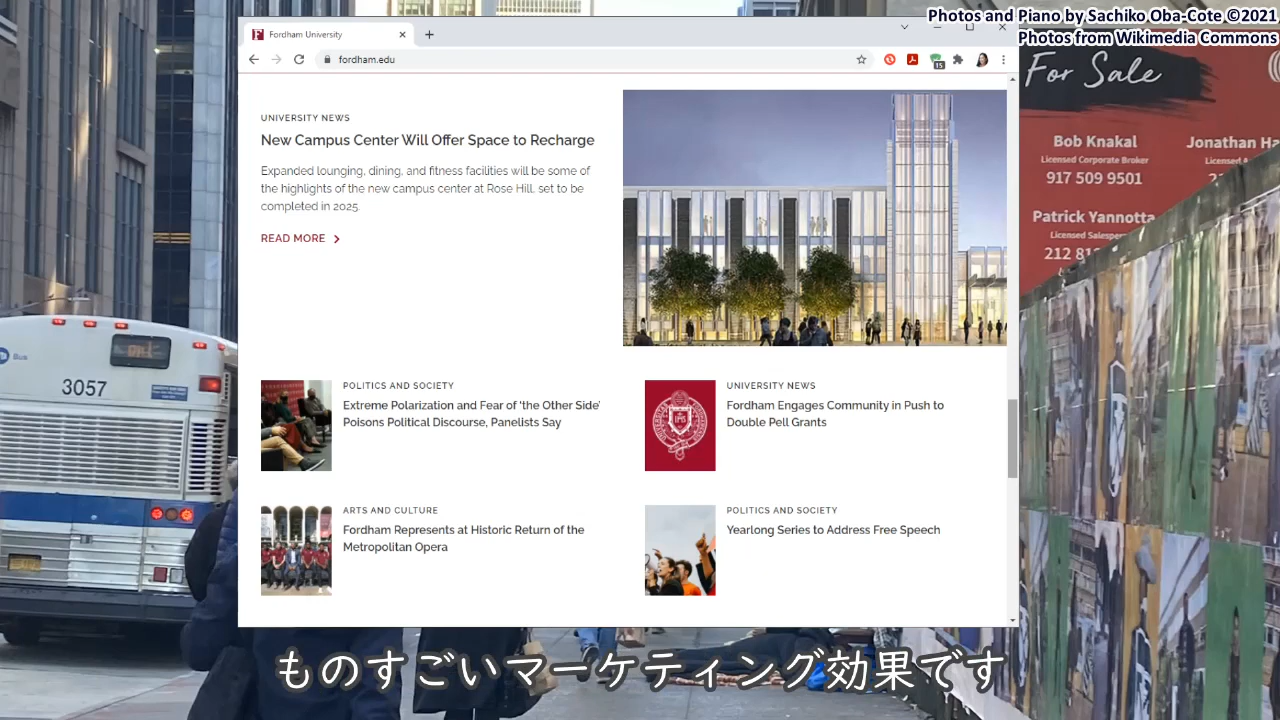 Photos and Piano by Sachiko Oba-Cote ©2021
Photos from Wikimedia Commons
Fordham University
fordham.edu
15
UNIVERSITY NEWS
New Campus Center Will Offer Space to Recharge
Expanded lounging, dining, and fitness facilities will be some of
the highlights of the new campus center at Rose Hill, set to be
completed in 2025.
READ MORE
POLITICS AND SOCIETY
Extreme Polarization and Fear of 'the Other Side'
Poisons Political Discourse, Panelists Say
UNIVERSITY NEWS
Fordham Engages Community in Push to
Double Pell Grants
ARTS AND CULTURE
Fordham Represents at Historic Return of the
Metropolitan Opera
POLITICS AND SOCIETY
Yearlong Series to Address Free Speech
For Sale
Bob Knakal
Licensed Corporate Broker
917 509 9501
Jonathan
Licensed
Patrick Yannotta
Licensed
212
Bus
3057
ものすごいマーケティング効果です